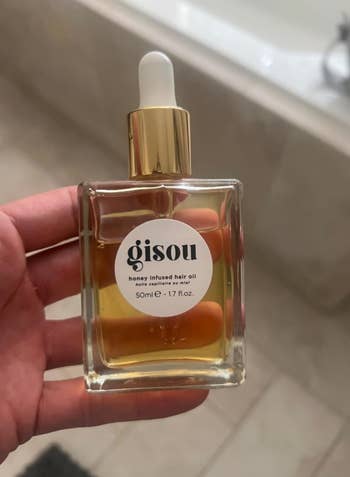 gisou
honey infused hair oil
huile capillaire au miel
50ml ℮ - 1.7 fl.oz.